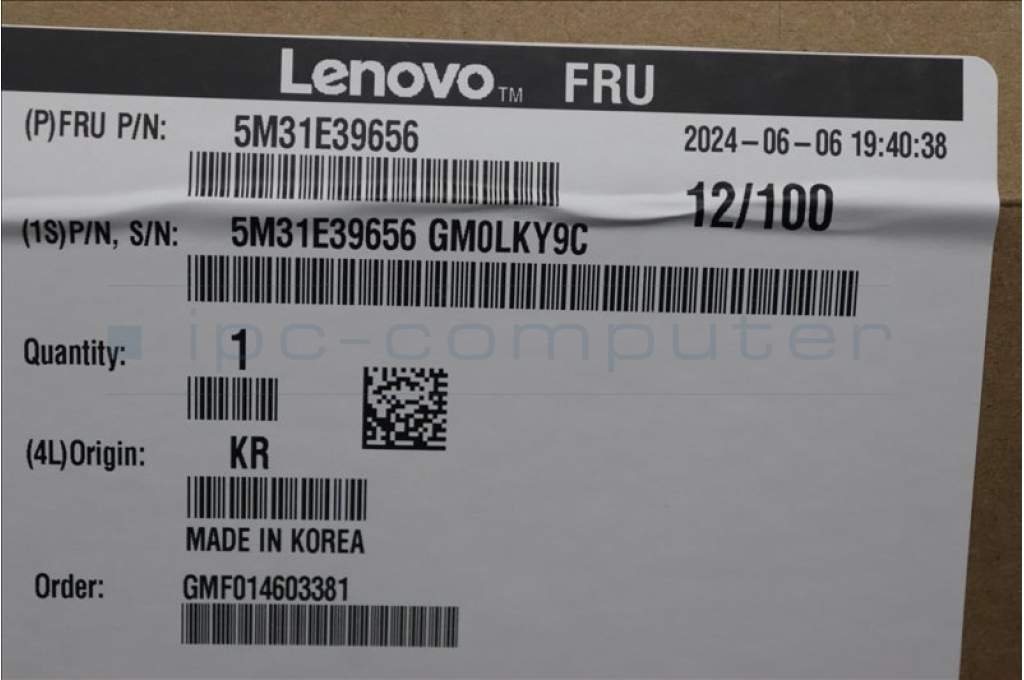 Lenovo™ FRU
(P)FRU P/N: 5M31E39656 2024-06-06 19:40:38
12/100
(1S)P/N, S/N: 5M31E39656 GM0LKY9C
ipc-computer
Quantity: 1
(4L)Origin: KR
MADE IN KOREA
Order: GMF014603381